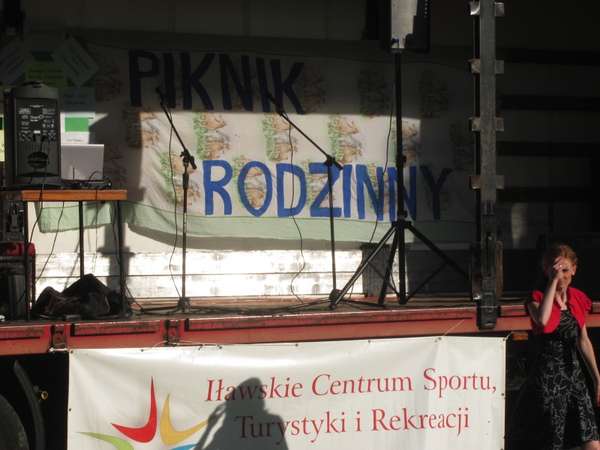 PIKNIK
RODZINNY
Iławskie Centrum Sportu,
Turystyki i Rekreacji